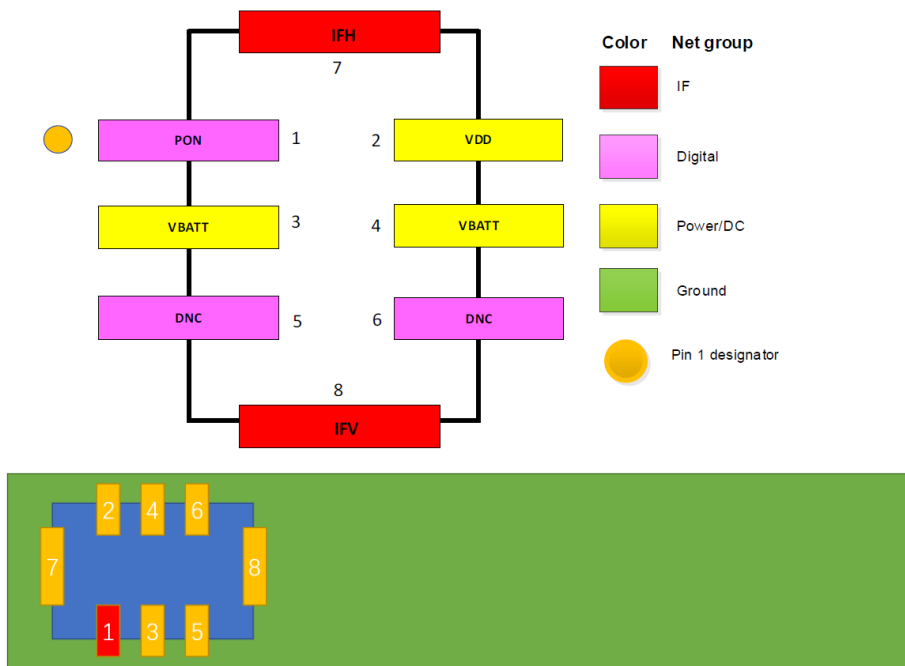 IFH
7
Color Net group
IF
PON
1
2
VDD
Digital
VBATT
3
4
VBATT
Power/DC
DNC
5
6
DNC
Ground
Pin 1 designator
8
IFV
2 4 6
7 8
1 3 5